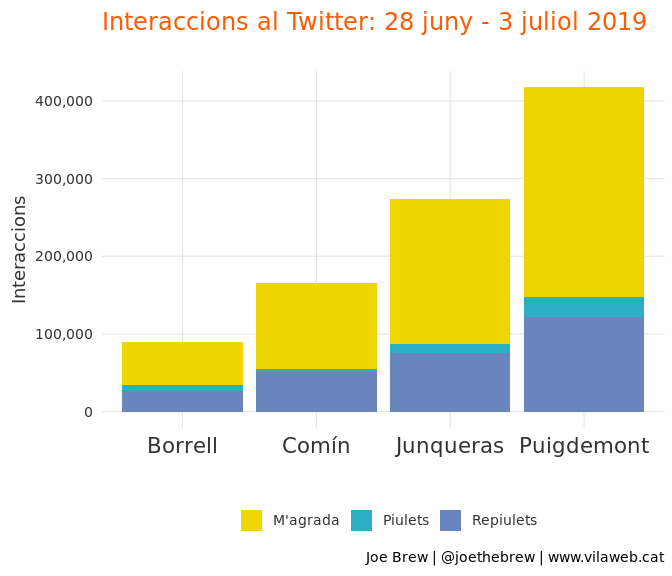 Interaccions al Twitter: 28 juny - 3 juliol 2019
Interaccions
400,000
300,000
200,000
100,000
0
Borrell Comín Junqueras Puigdemont
M'agrada Piulets Repiulets
Joe Brew | @joethebrew | www.vilaweb.cat